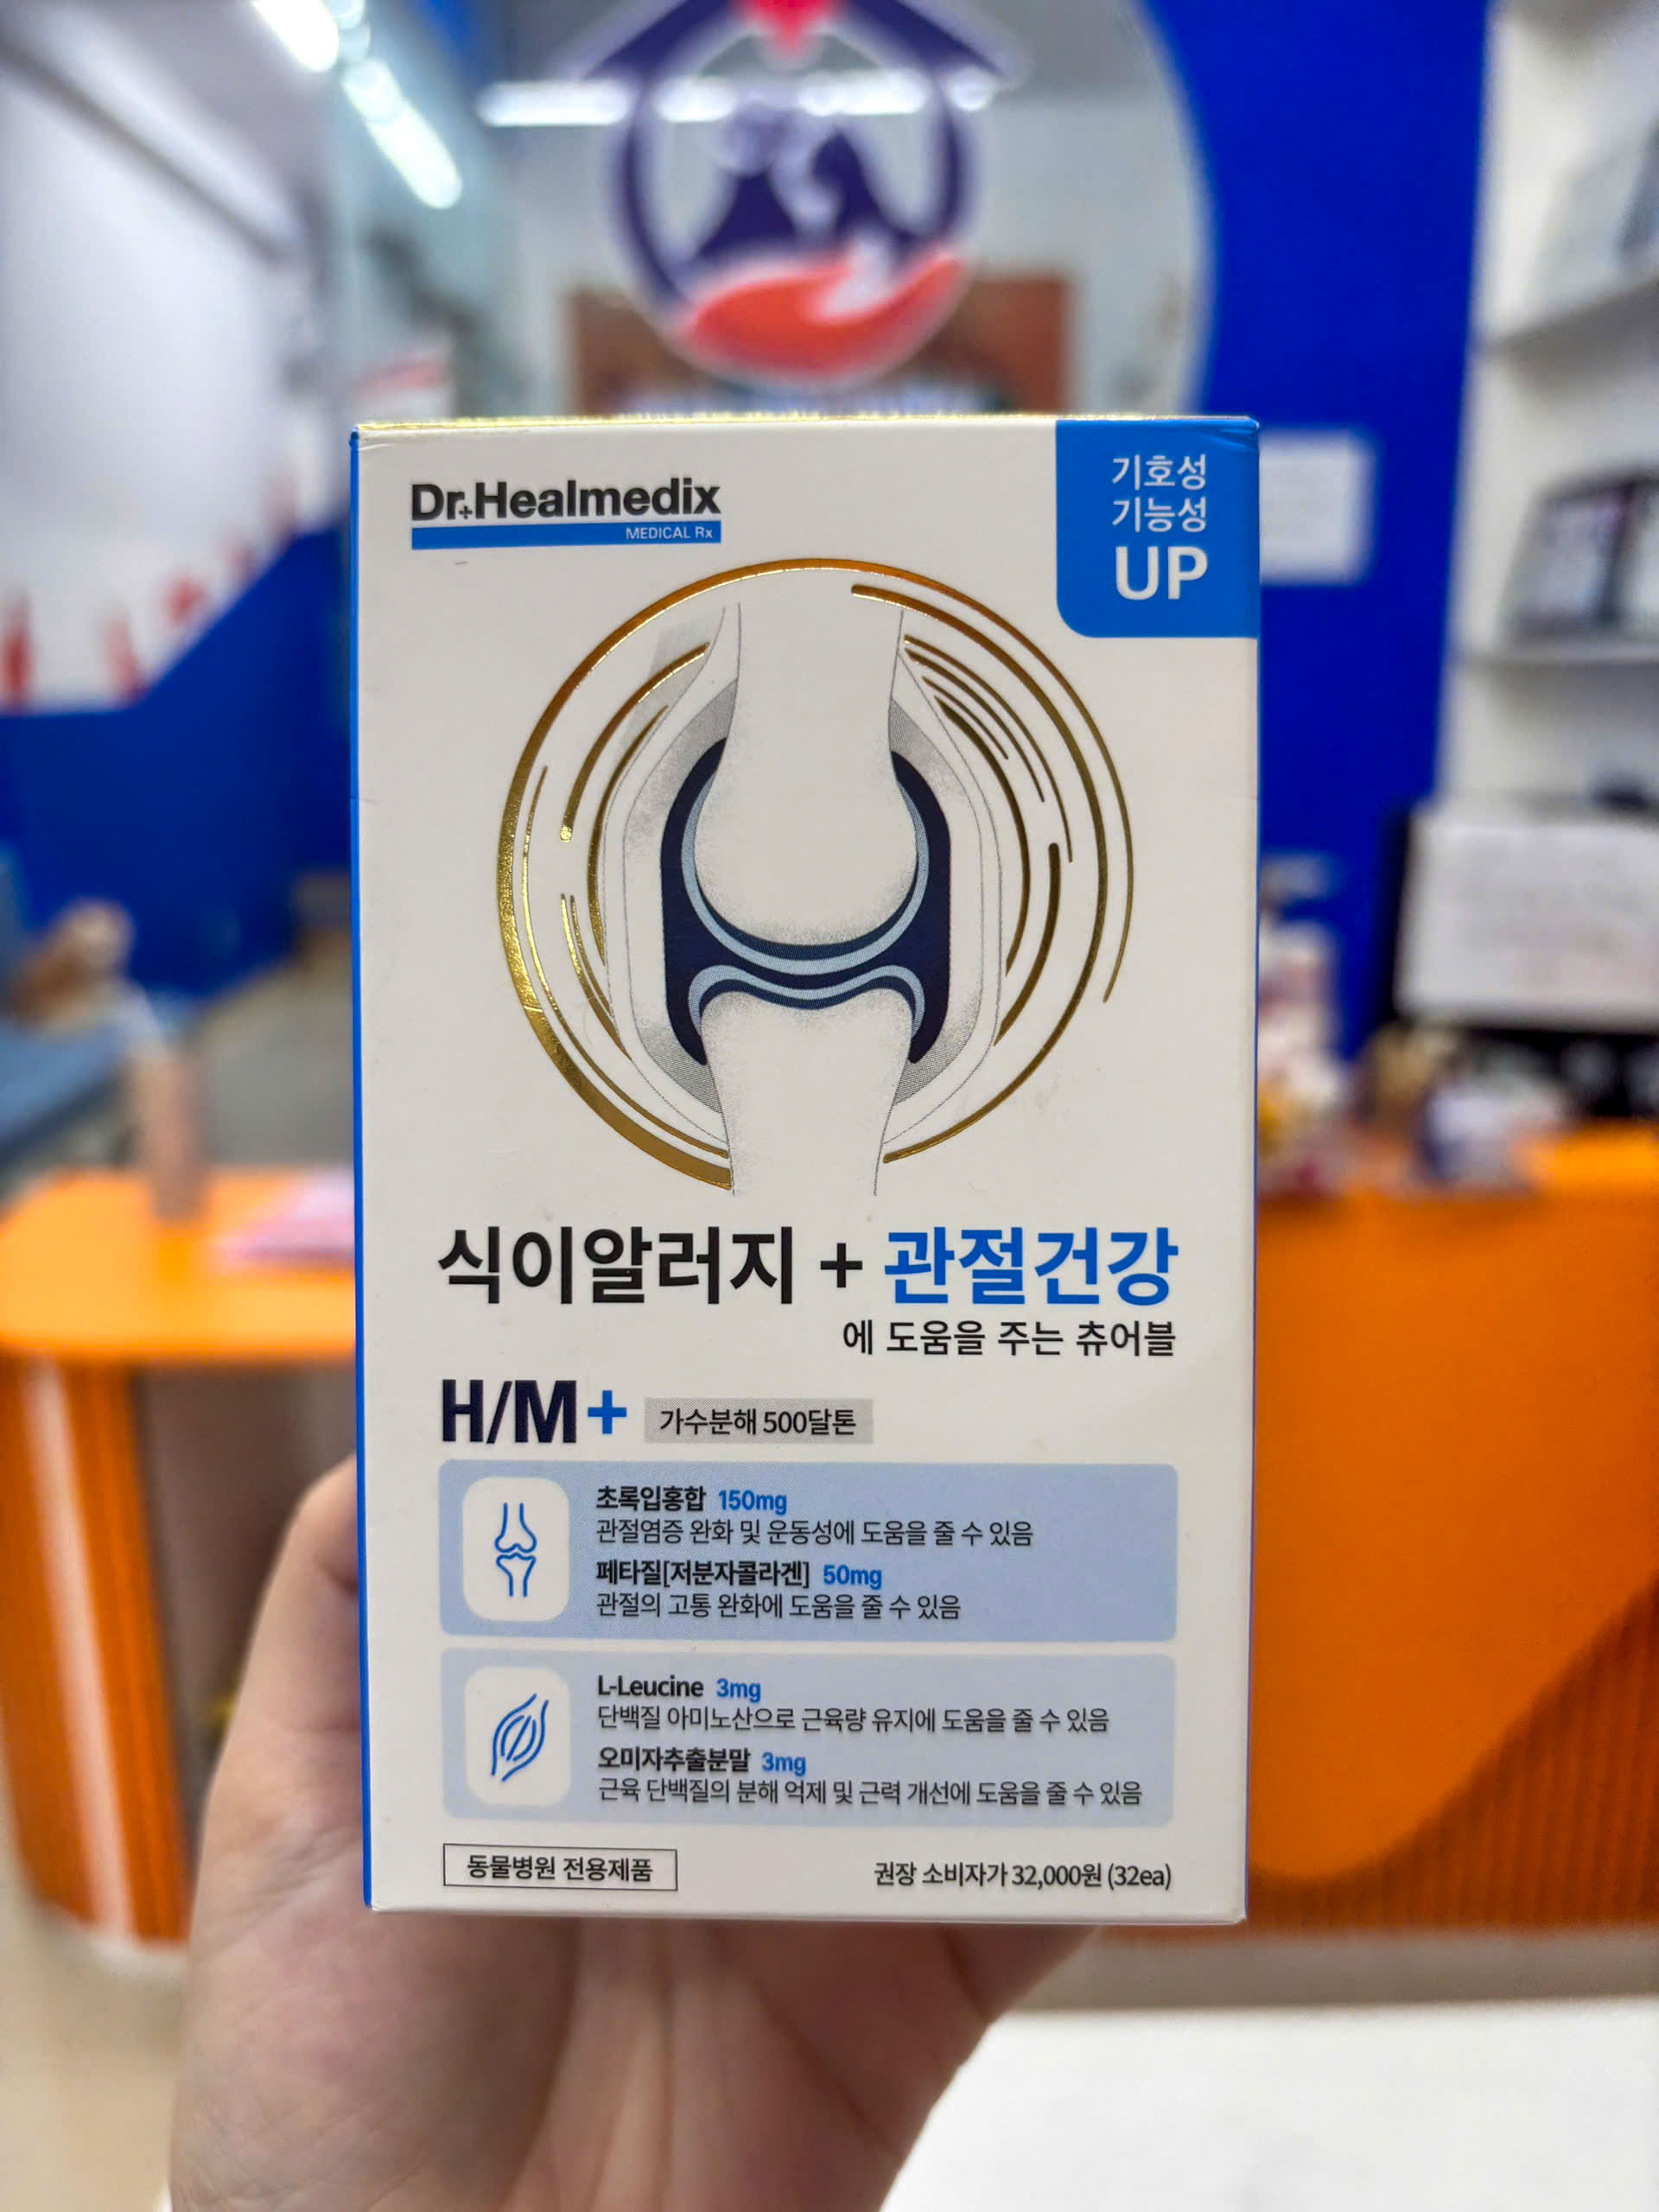 Dr.Healmedix
MEDICAL Rx
기호성
기능성
UP
식이알러지 + 관절건강
에 도움을 주는 츄어블
H/M+ 가수분해 500달톤
초록입홍합 150mg
관절염증 완화 및 운동성에 도움을 줄 수 있음
페타질[저분자콜라겐] 50mg
관절의 고통 완화에 도움을 줄 수 있음
L-Leucine 3mg
단백질 아미노산으로 근육량 유지에 도움을 줄 수 있음
오미자추출분말 3mg
근육 단백질의 분해 억제 및 근력 개선에 도움을 줄 수 있음
동물병원 전용제품
권장 소비자가 32,000원 (32ea)